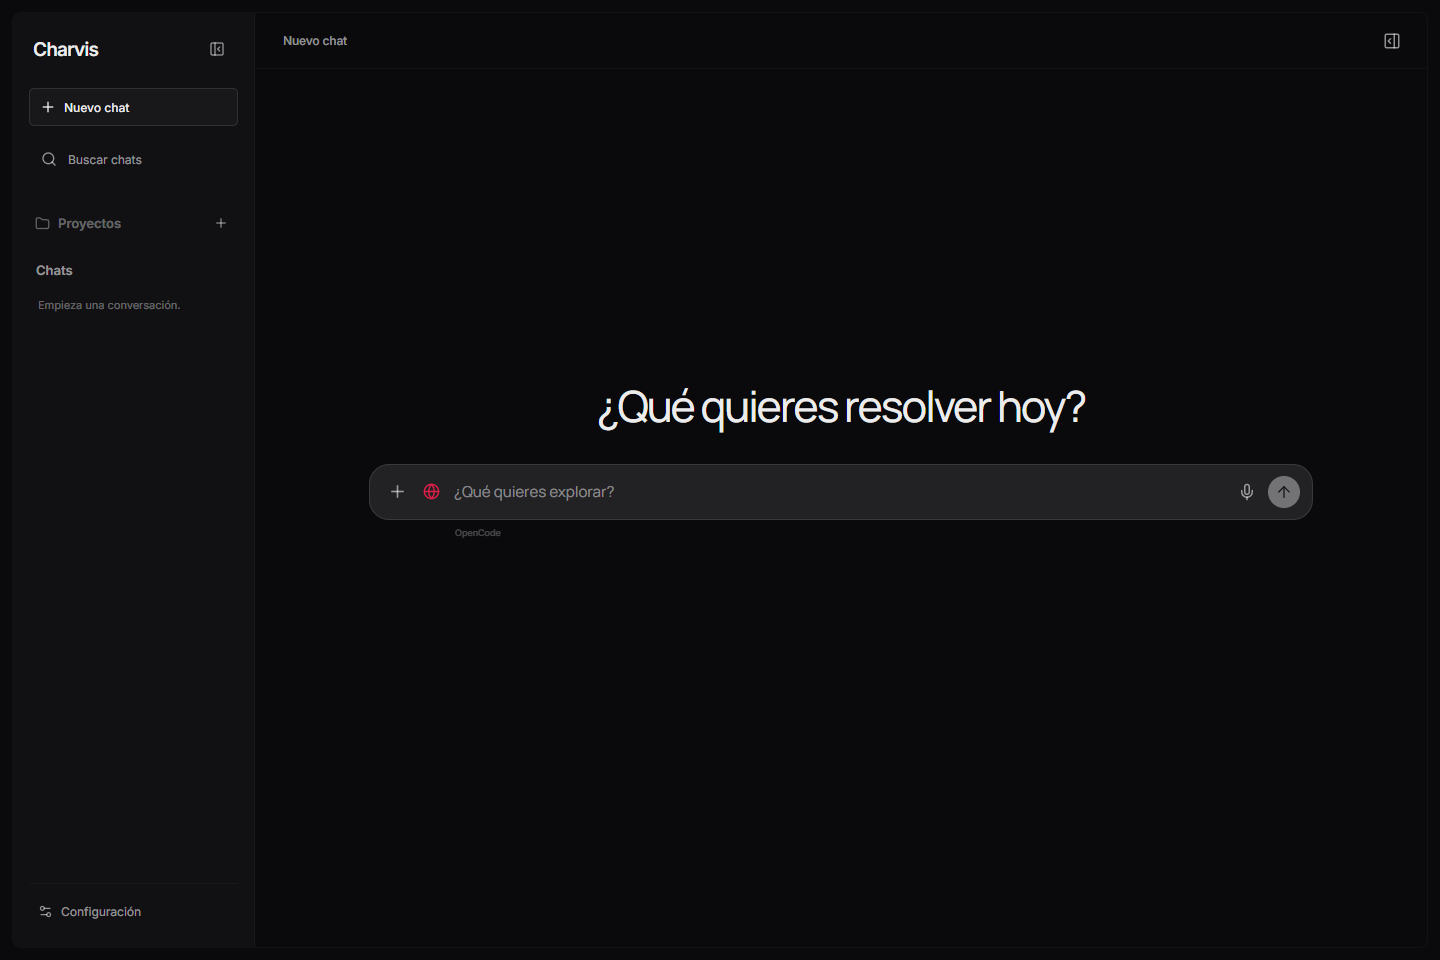 Charvis
Nuevo chat
Buscar chats
Proyectos
Chats
Empieza una conversación.
Configuración
Nuevo chat
¿Qué quieres resolver hoy?
¿Qué quieres explorar?
OpenCode